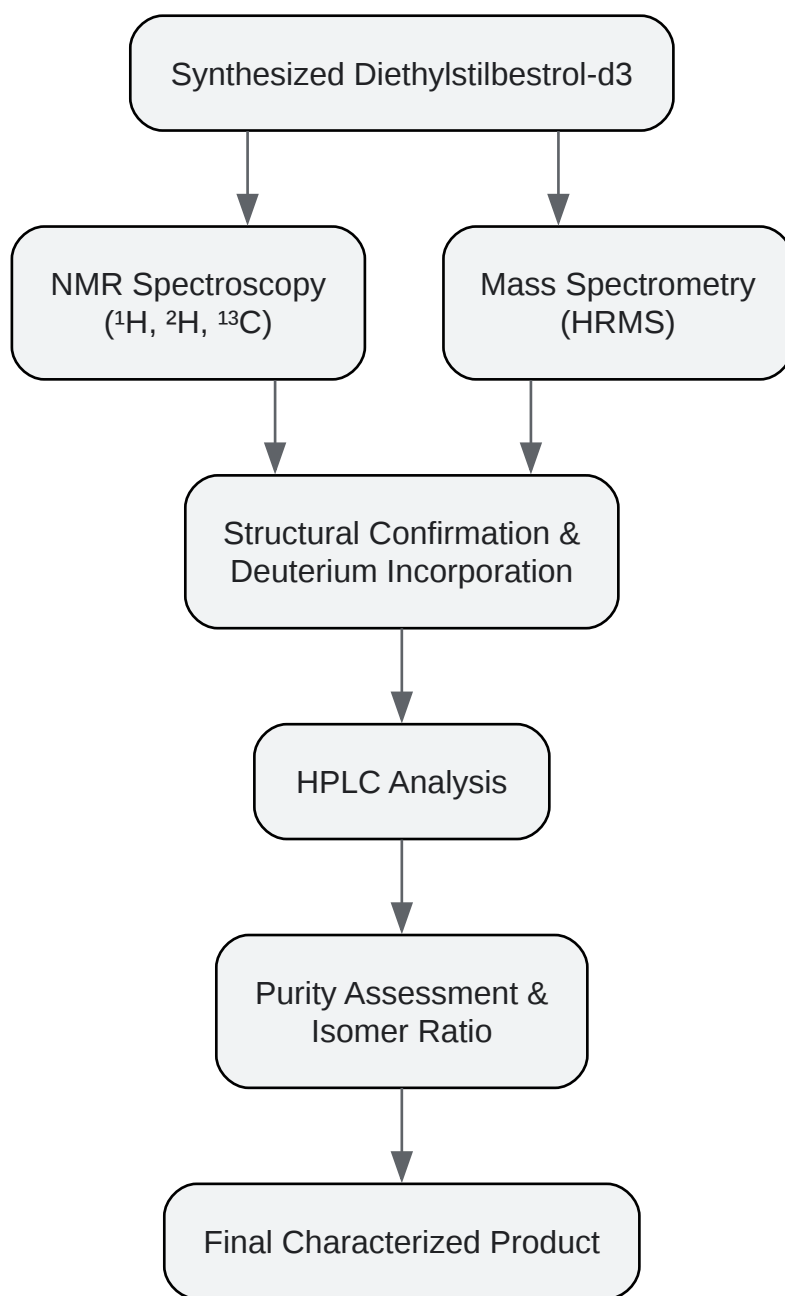 Synthesized Diethylstilbestrol-d3
NMR Spectroscopy
(¹H, ²H, ¹³C)
Mass Spectrometry
(HRMS)
Structural Confirmation &
Deuterium Incorporation
HPLC Analysis
Purity Assessment &
Isomer Ratio
Final Characterized Product